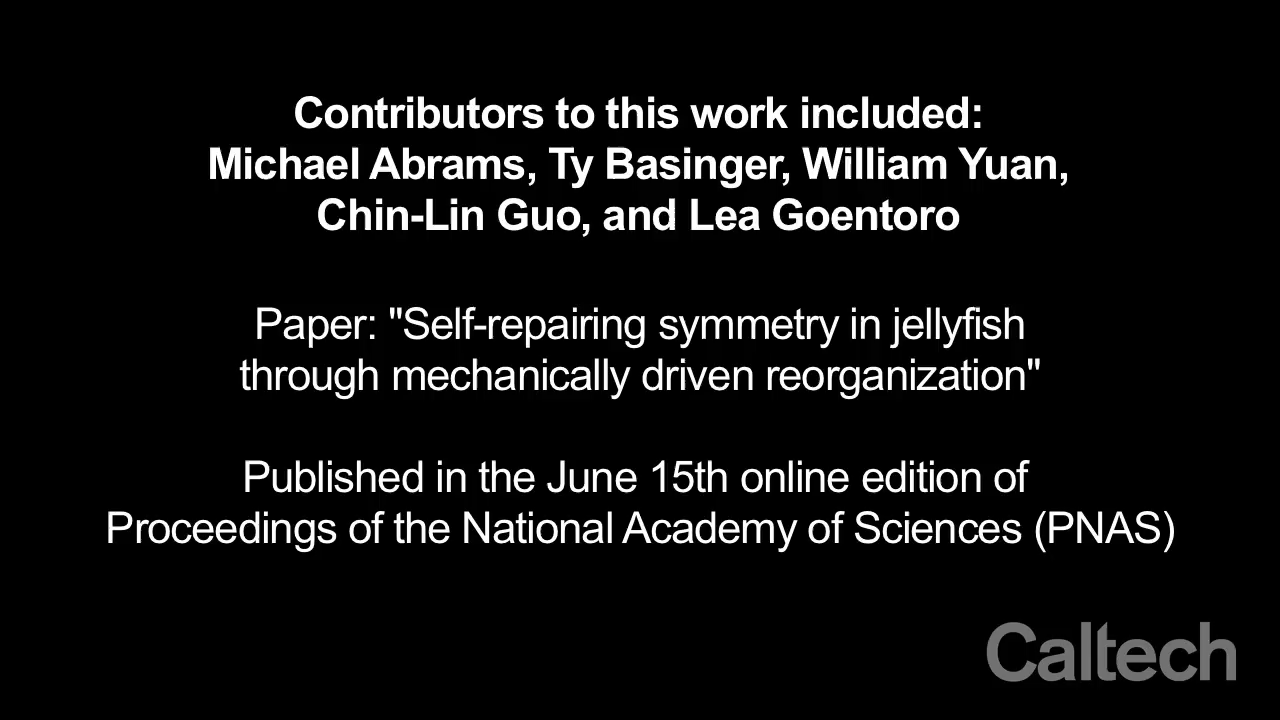 Contributors to this work included:
Michael Abrams, Ty Basinger, William Yuan,
Chin-Lin Guo, and Lea Goentoro
Paper: "Self-repairing symmetry in jellyfish
through mechanically driven reorganization"
Published in the June 15th online edition of
Proceedings of the National Academy of Sciences (PNAS)
Caltech